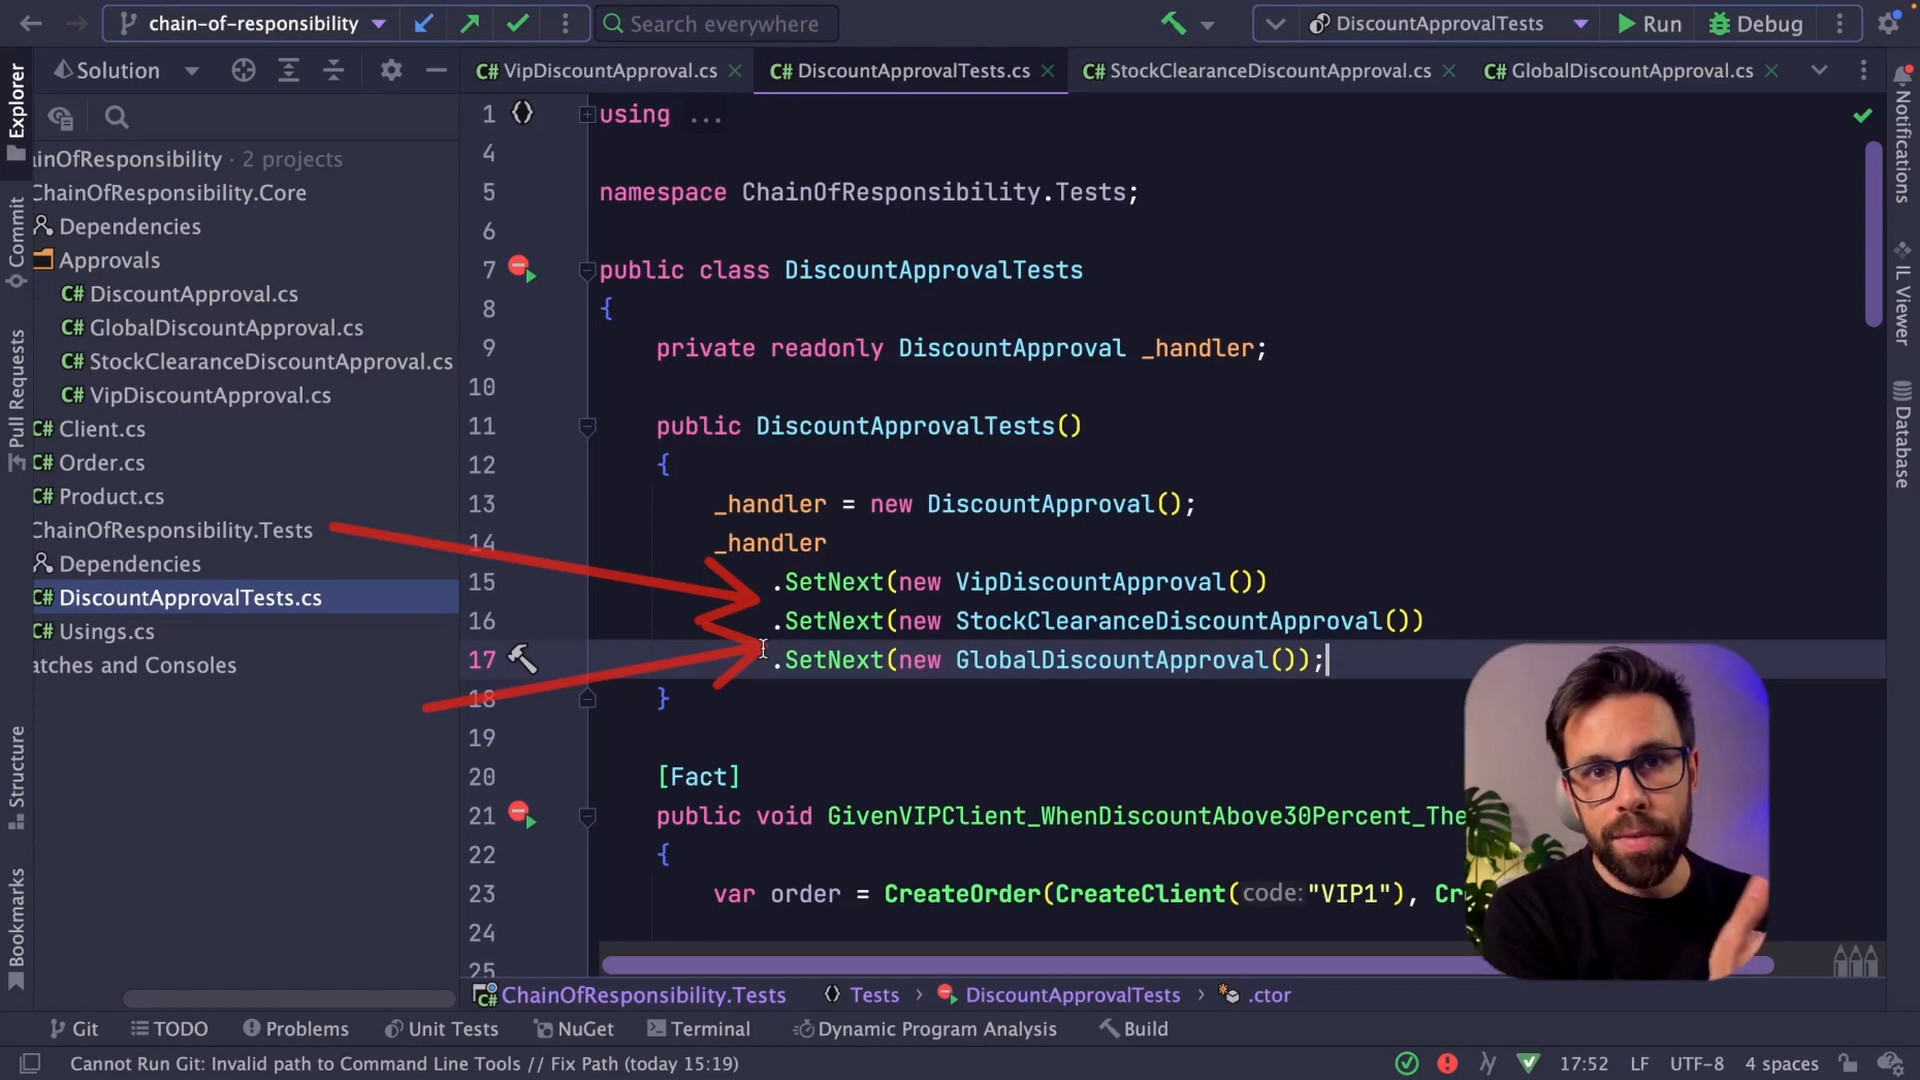 chain-of-responsibility
Search everywhere
DiscountApprovalTests
Run
Debug
Solution
C# VipDiscountApproval.cs
C# DiscountApprovalTests.cs
C# StockClearanceDiscountApproval.cs
C# GlobalDiscountApproval.cs
Explorer
Commit
Pull Requests
Structure
Bookmarks
inOfResponsibility · 2 projects
ChainOfResponsibility.Core
Dependencies
Approvals
C# DiscountApproval.cs
C# GlobalDiscountApproval.cs
C# StockClearanceDiscountApproval.cs
C# VipDiscountApproval.cs
C# Client.cs
C# Order.cs
C# Product.cs
ChainOfResponsibility.Tests
Dependencies
C# DiscountApprovalTests.cs
C# Usings.cs
atches and Consoles
1 using ...
4
5 namespace ChainOfResponsibility.Tests;
6
7 public class DiscountApprovalTests
8 {
9 private readonly DiscountApproval _handler;
10
11 public DiscountApprovalTests()
12 {
13 _handler = new DiscountApproval();
14 _handler
15 .SetNext(new VipDiscountApproval())
16 .SetNext(new StockClearanceDiscountApproval())
17 .SetNext(new GlobalDiscountApproval());
18 }
19
20 [Fact]
21 public void GivenVIPClient_WhenDiscountAbove30Percent_The
22 {
23 var order = CreateOrder(CreateClient(code:"VIP1"), Cr
24
25
Notifications
IL Viewer
Database
C# ChainOfResponsibility.Tests
Tests
DiscountApprovalTests
.ctor
Git
TODO
Problems
Unit Tests
NuGet
Terminal
Dynamic Program Analysis
Build
Cannot Run Git: Invalid path to Command Line Tools // Fix Path (today 15:19)
17:52
LF
UTF-8
4 spaces